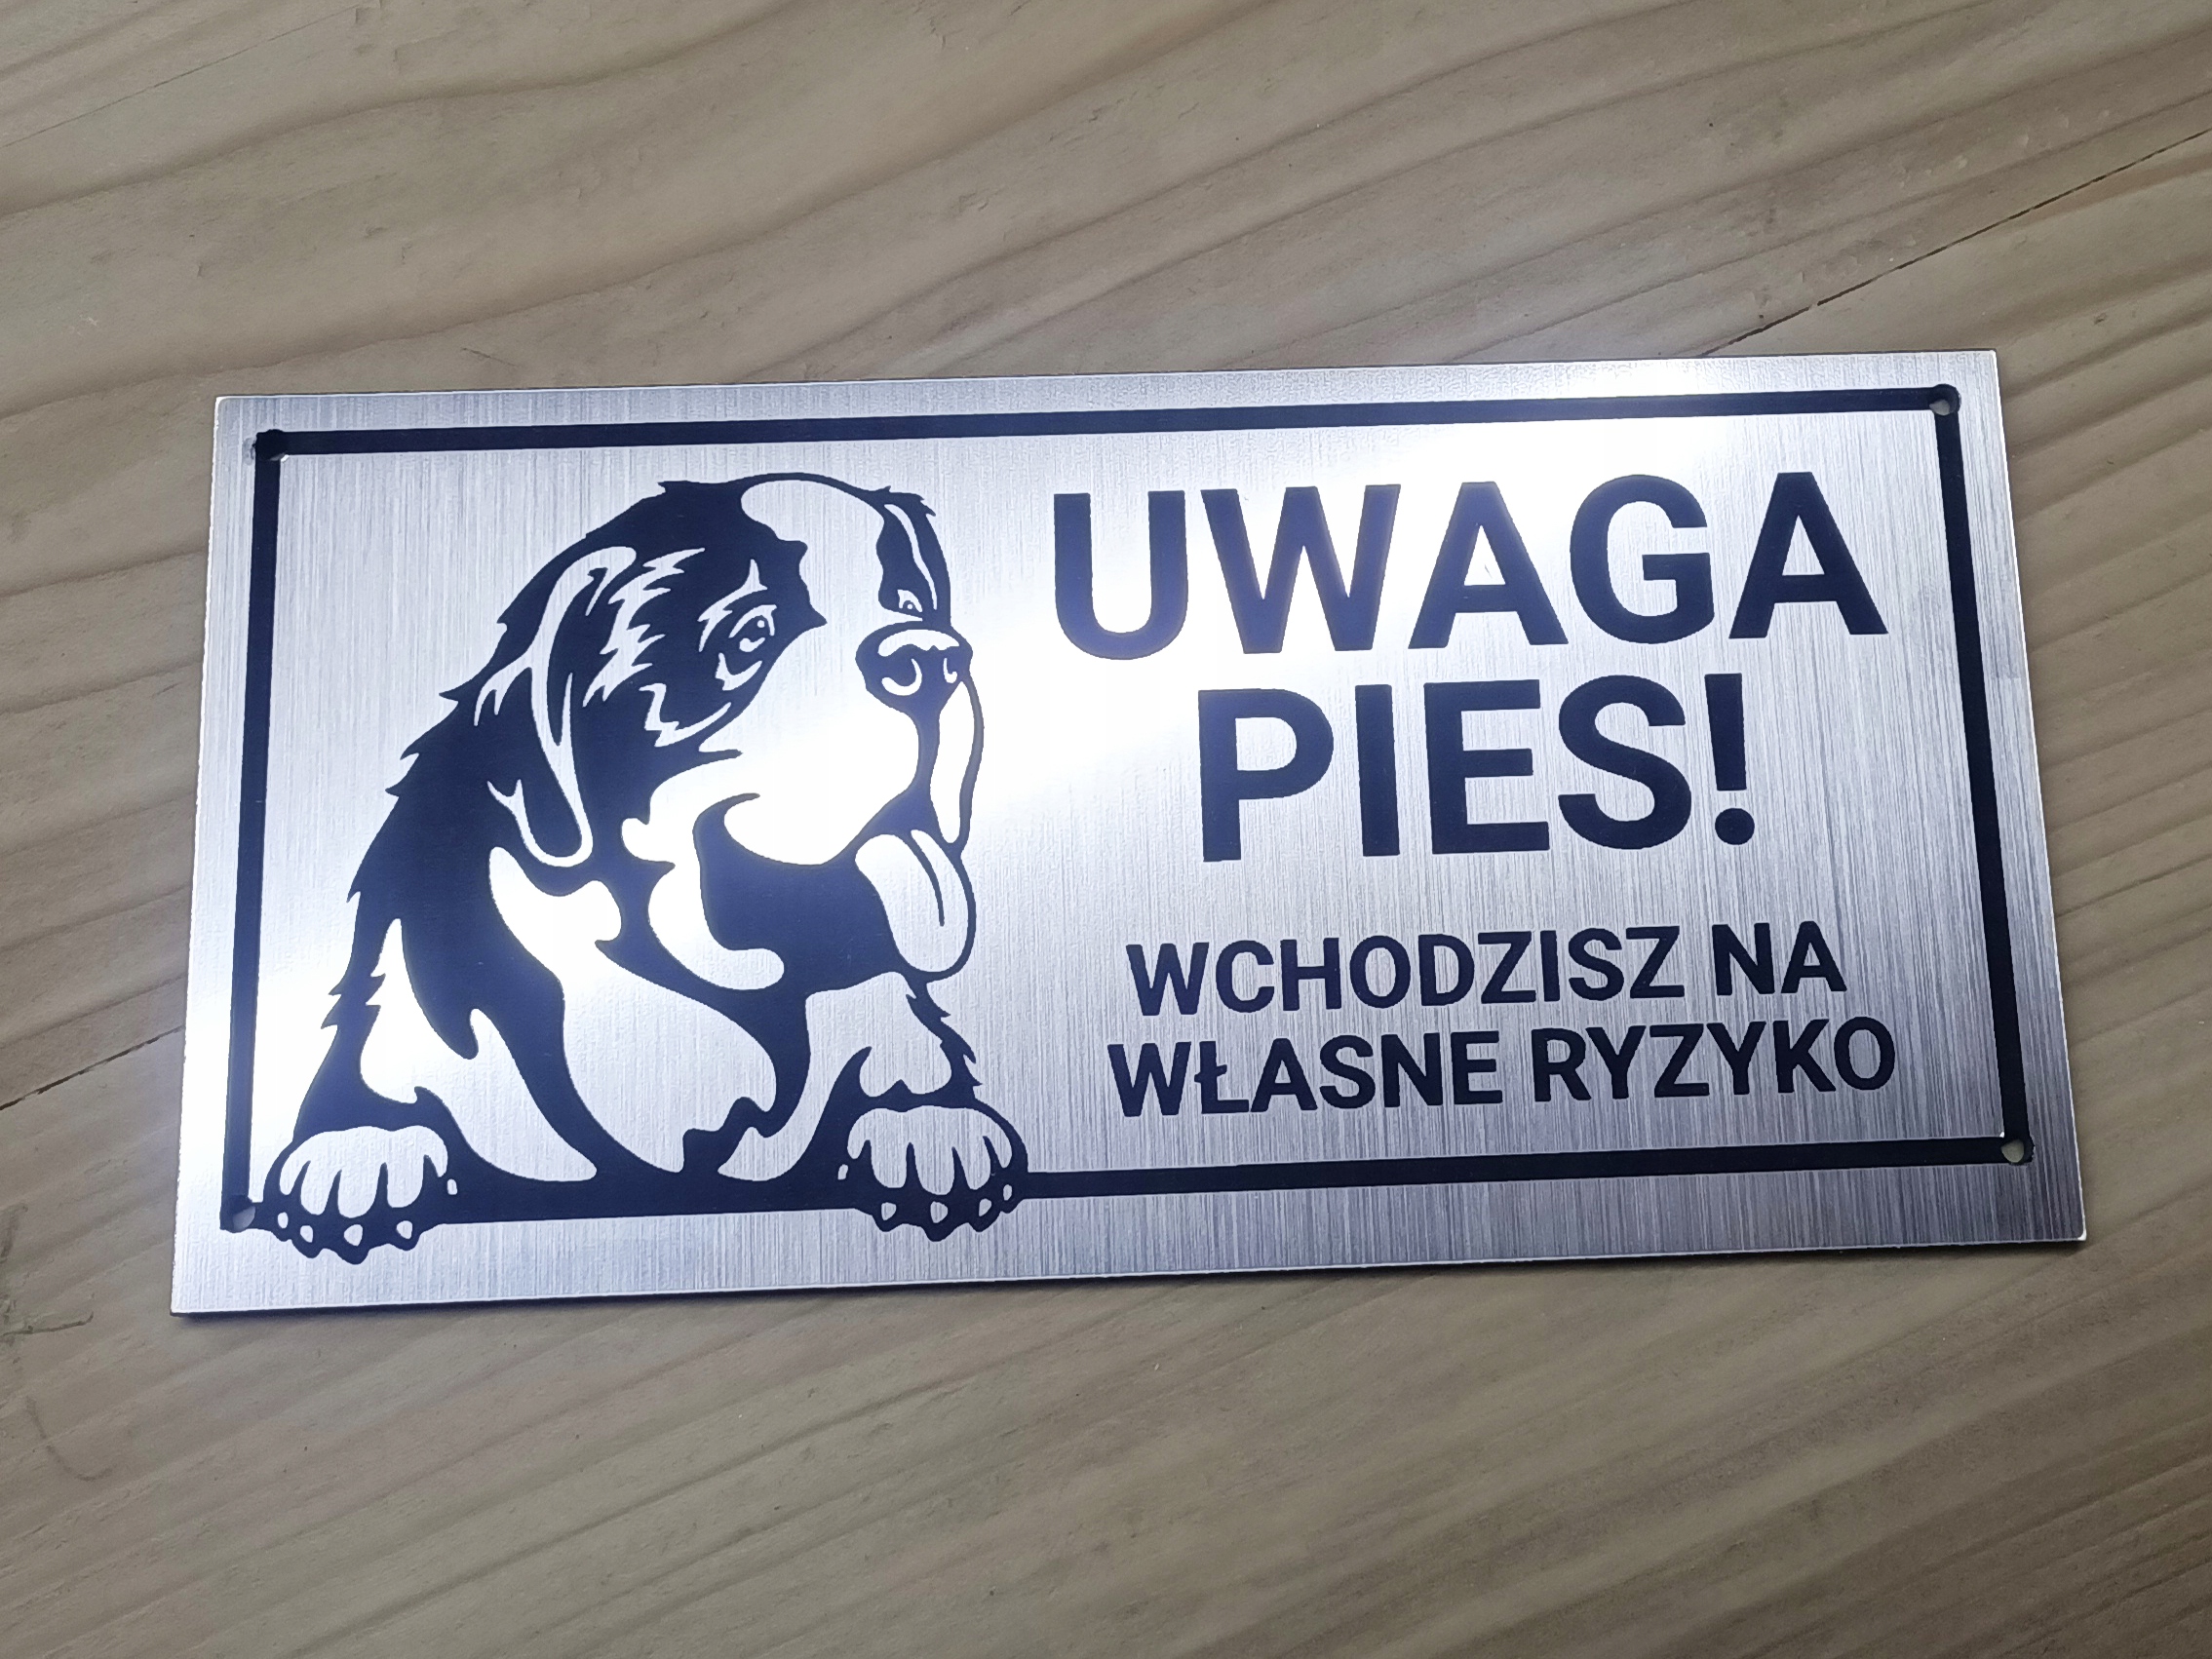 UWAGA
PIES!
WCHODZISZ NA
WŁASNE RYZYKO